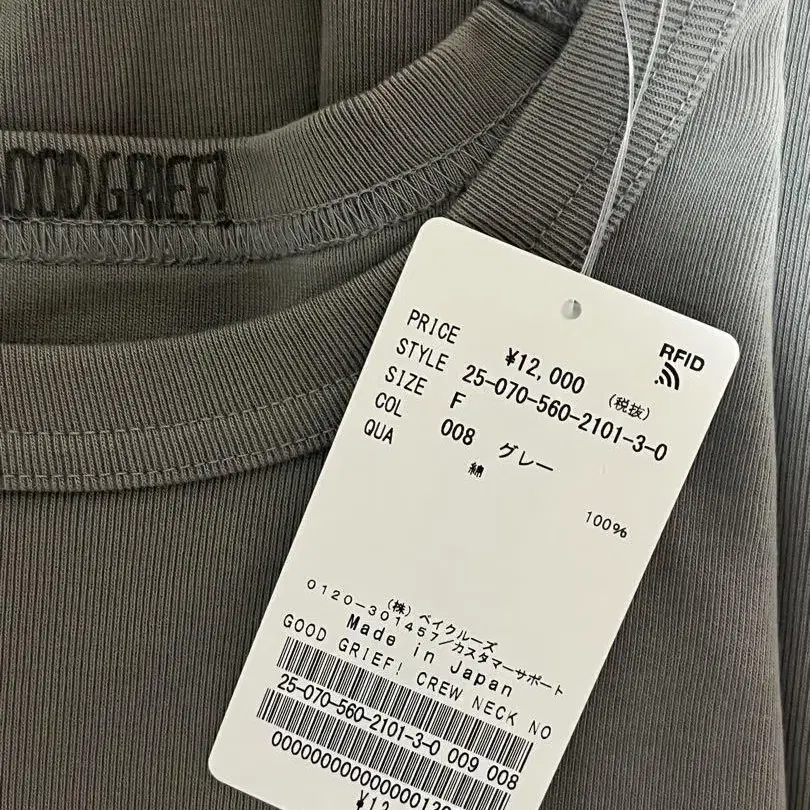 GOOD GRIEF!
RFID
PRICE ¥12,000 (税抜)
STYLE 25-070-560-2101-3-0
SIZE F
COL 008 グレー
QUA 綿 100%
(株) ベイクルーズ
0120-301457/カスタマーサポート
Made in Japan
GOOD GRIEF! CREW NECK NO
25-070-560-2101-3-0 009 008